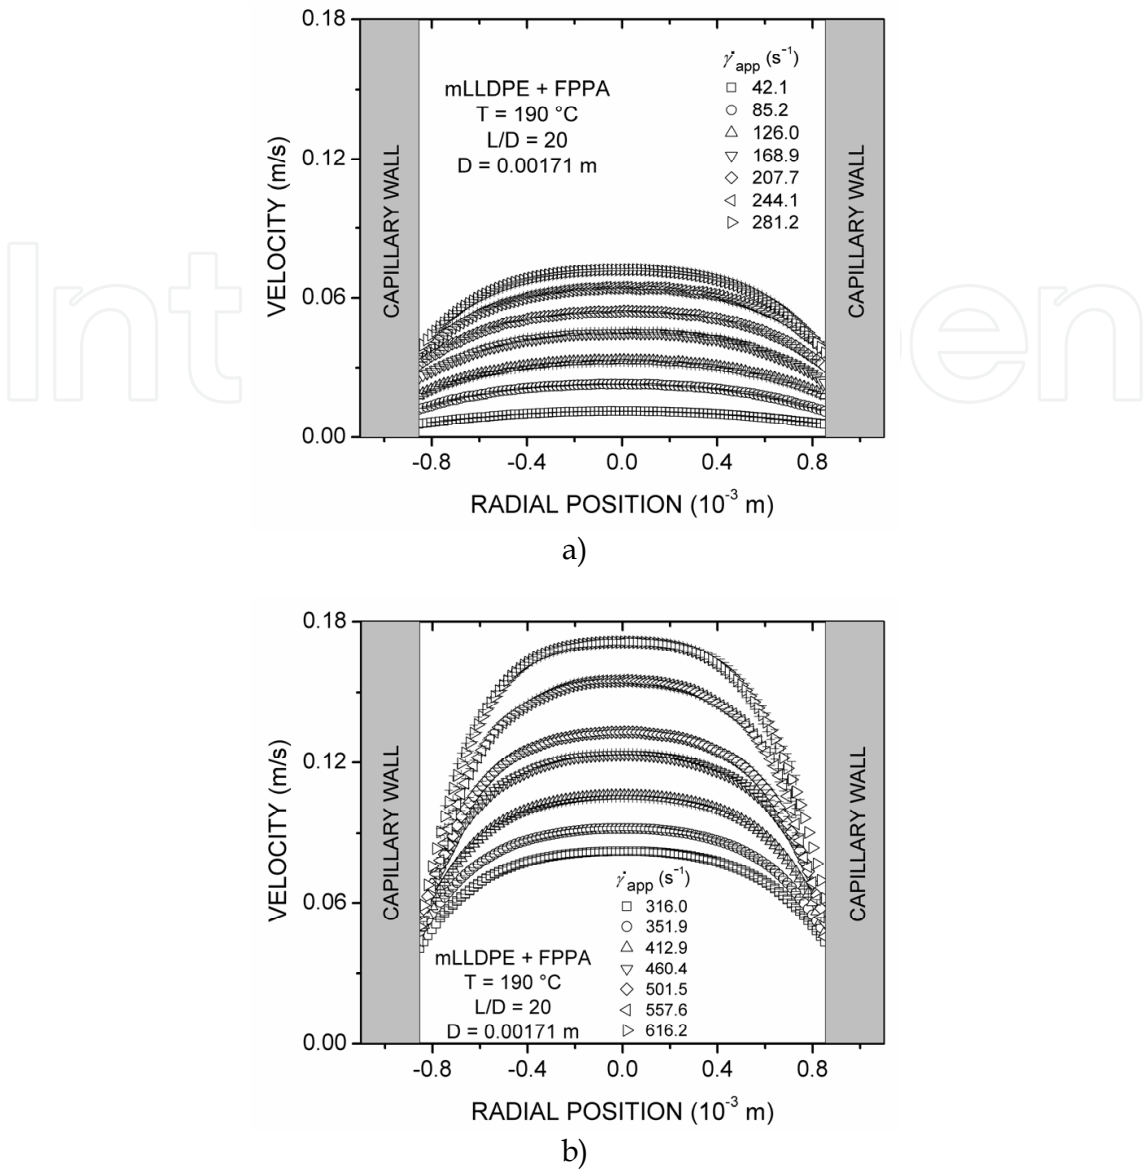 0.18
γ̇app (s⁻¹)
mLLDPE + FPPA
42.1
T = 190 °C
85.2
L/D = 20
126.0
D = 0.00171 m
168.9
207.7
244.1
281.2
0.12
0.06
0.00
VELOCITY (m/s)
CAPILLARY WALL
CAPILLARY WALL
-0.8 -0.4 0.0 0.4 0.8
RADIAL POSITION (10⁻³ m)
a)
0.18
0.12
0.06
0.00
VELOCITY (m/s)
CAPILLARY WALL
CAPILLARY WALL
γ̇app (s⁻¹)
316.0
351.9
412.9
460.4
501.5
557.6
616.2
mLLDPE + FPPA
T = 190 °C
L/D = 20
D = 0.00171 m
-0.8 -0.4 0.0 0.4 0.8
RADIAL POSITION (10⁻³ m)
b)